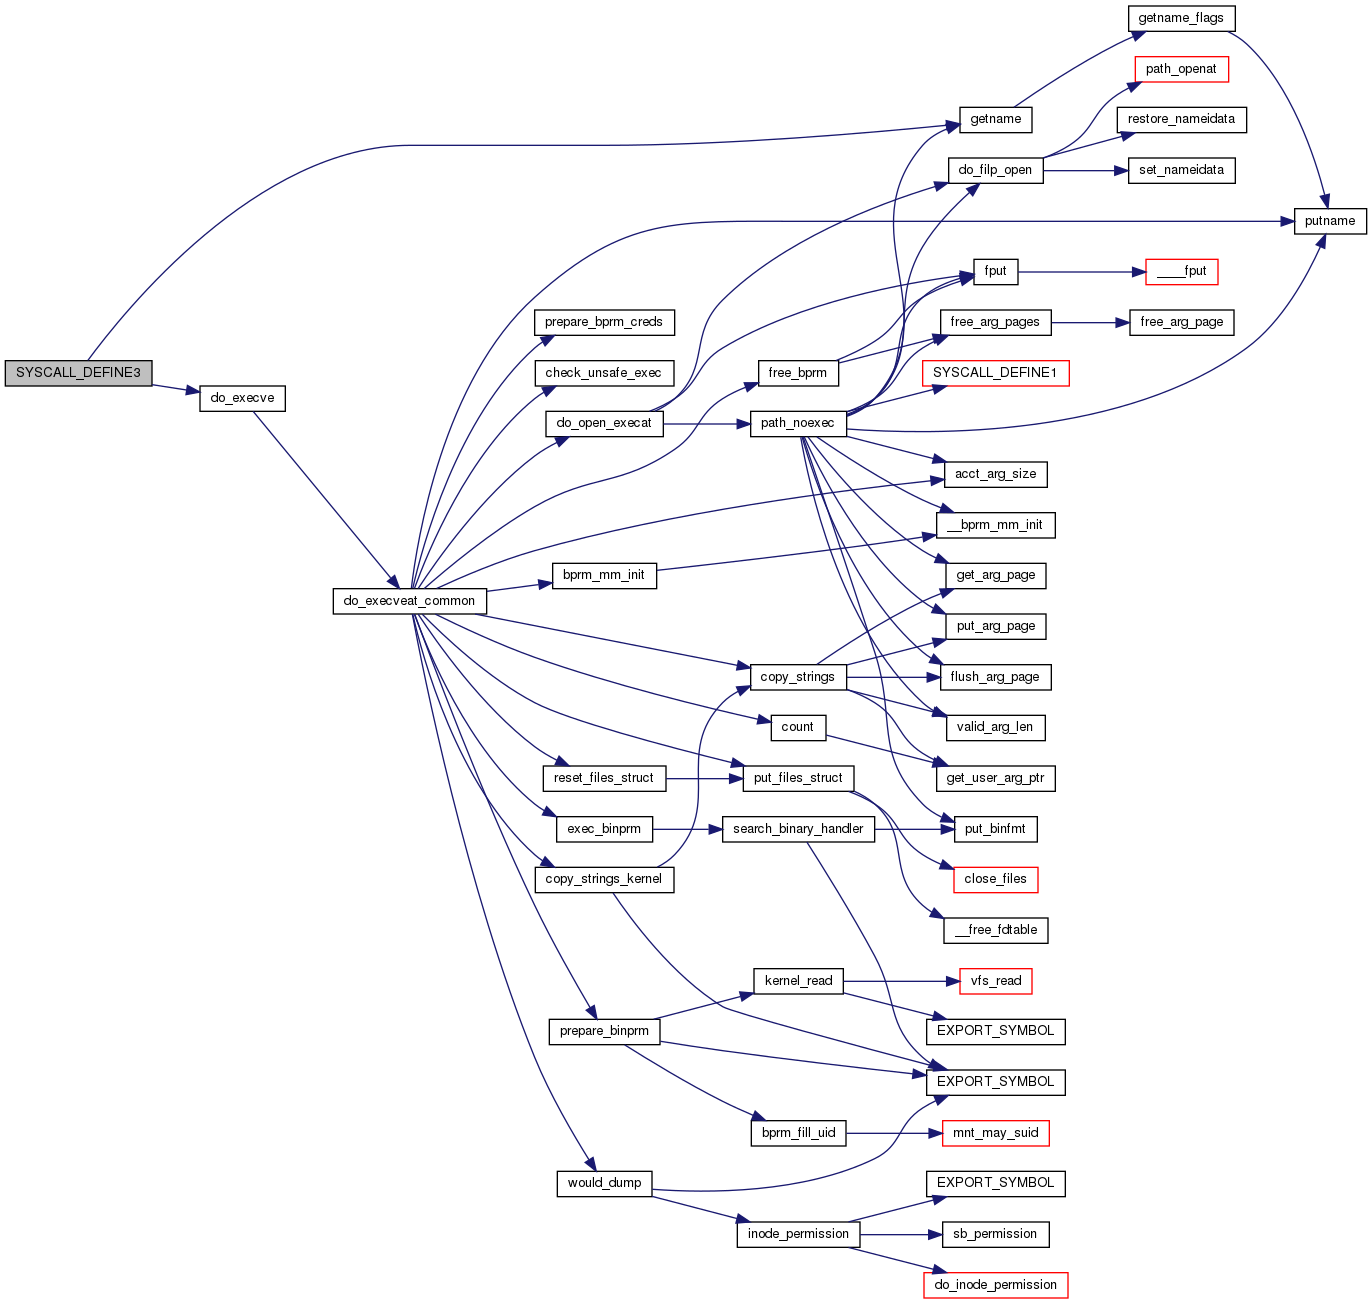 getname_flags
path_openat
getname
restore_nameidata
do_filp_open
set_nameidata
putname
fput
____fput
prepare_bprm_creds
free_arg_pages
free_arg_page
SYSCALL_DEFINE3
check_unsafe_exec
free_bprm
SYSCALL_DEFINE1
do_execve
do_open_execat
path_noexec
acct_arg_size
__bprm_mm_init
bprm_mm_init
get_arg_page
do_execveat_common
put_arg_page
copy_strings
flush_arg_page
count
valid_arg_len
reset_files_struct
put_files_struct
get_user_arg_ptr
exec_binprm
search_binary_handler
put_binfmt
copy_strings_kernel
close_files
__free_fdtable
kernel_read
vfs_read
prepare_binprm
EXPORT_SYMBOL
EXPORT_SYMBOL
bprm_fill_uid
mnt_may_suid
would_dump
EXPORT_SYMBOL
inode_permission
sb_permission
do_inode_permission